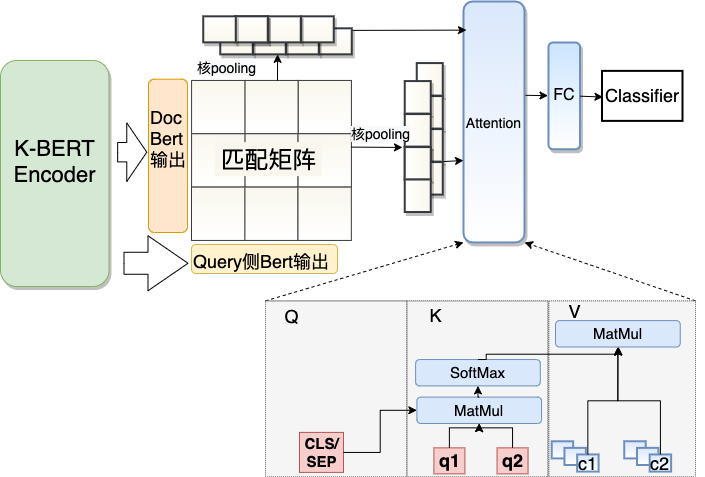 K-BERT
Encoder
Doc
Bert
输出
核pooling
匹配矩阵
核pooling
Query侧Bert输出
Attention
FC
Classifier
Q
K
V
MatMul
SoftMax
MatMul
CLS/
SEP
q1
q2
c1
c2